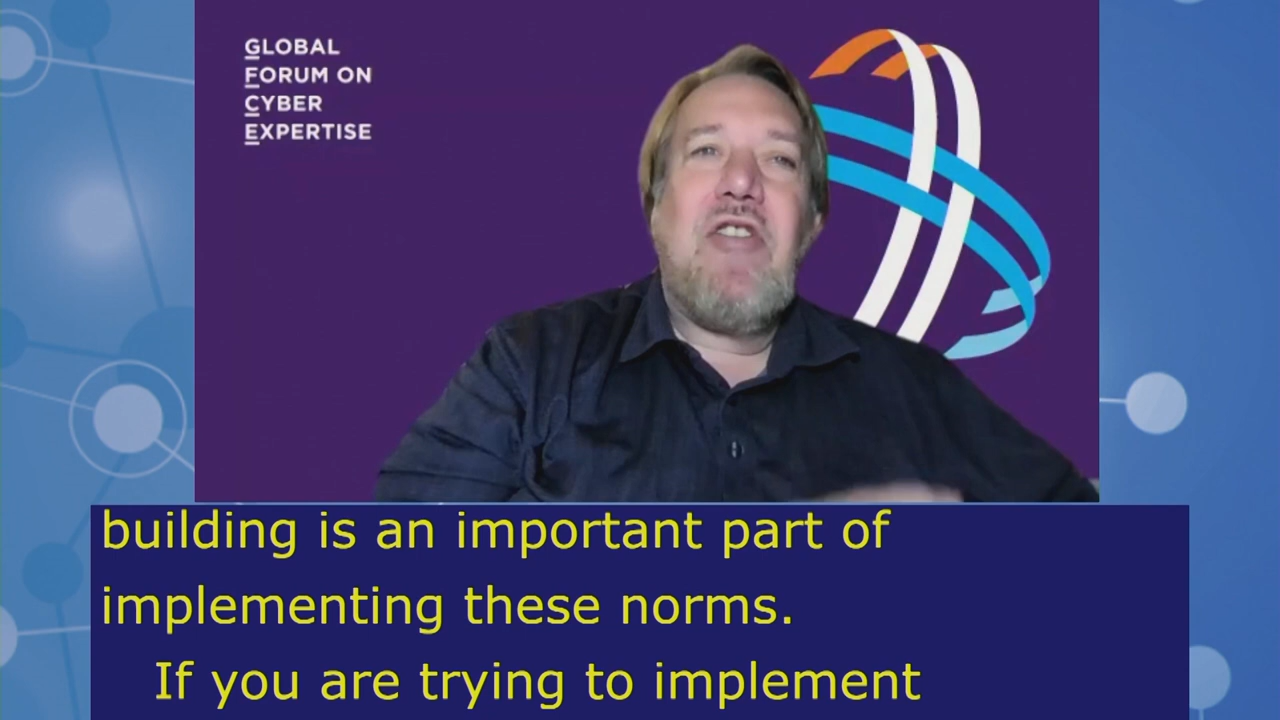 GLOBAL
FORUM ON
CYBER
EXPERTISE
building is an important part of
implementing these norms.
If you are trying to implement